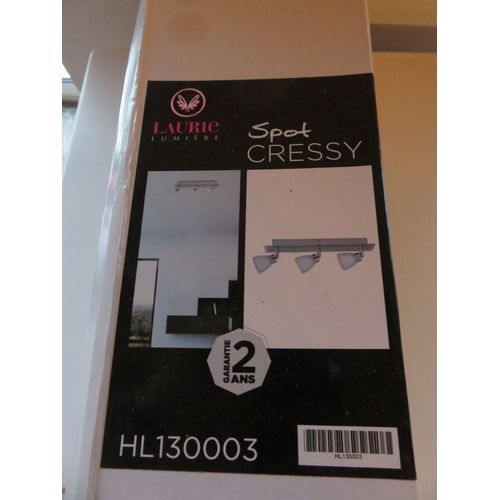 LAURIE
LUMIÈRE
Spot
CRESSY
GARANTIE
2
ANS
HL130003
HL130003